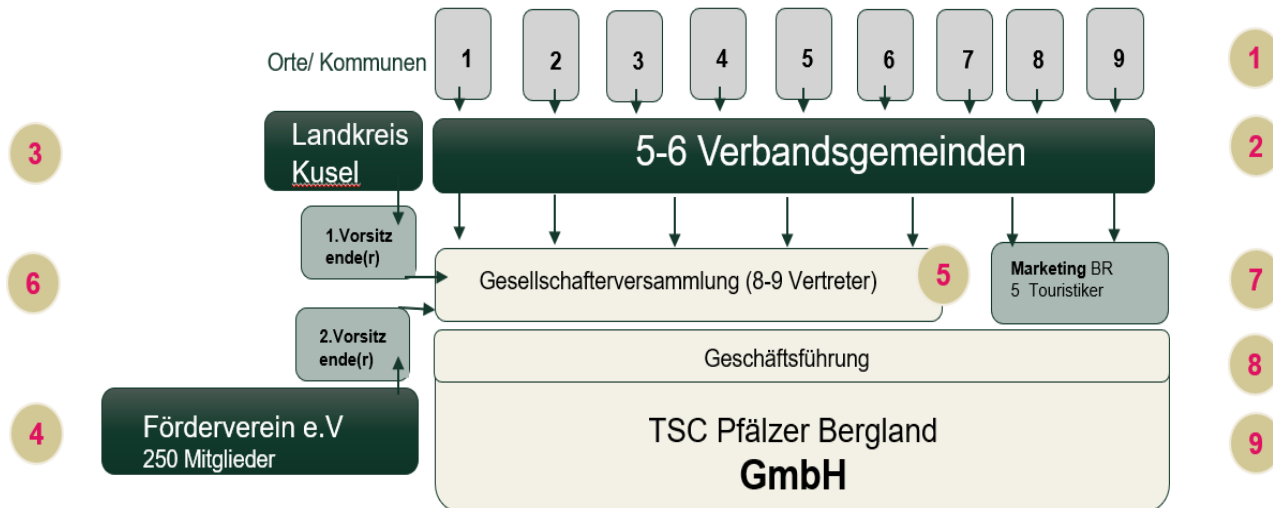 Orte/ Kommunen
1
2
3
4
5
6
7
8
9
1
Landkreis
Kusel
5-6 Verbandsgemeinden
3
2
1.Vorsitz
ende(r)
Gesellschafterversammlung (8-9 Vertreter)
5
Marketing BR
5 Touristiker
6
7
2.Vorsitz
ende(r)
Geschäftsführung
8
Förderverein e.V
250 Mitglieder
TSC Pfälzer Bergland
GmbH
4
9